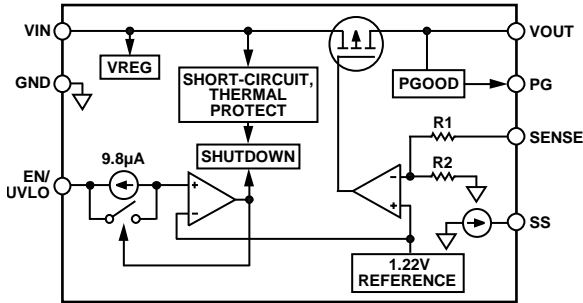 VIN
VOUT
VREG
GND
SHORT-CIRCUIT,
THERMAL
PROTECT
PGOOD
PG
R1
SENSE
SHUTDOWN
9.8µA
R2
EN/
UVLO
SS
1.22V
REFERENCE